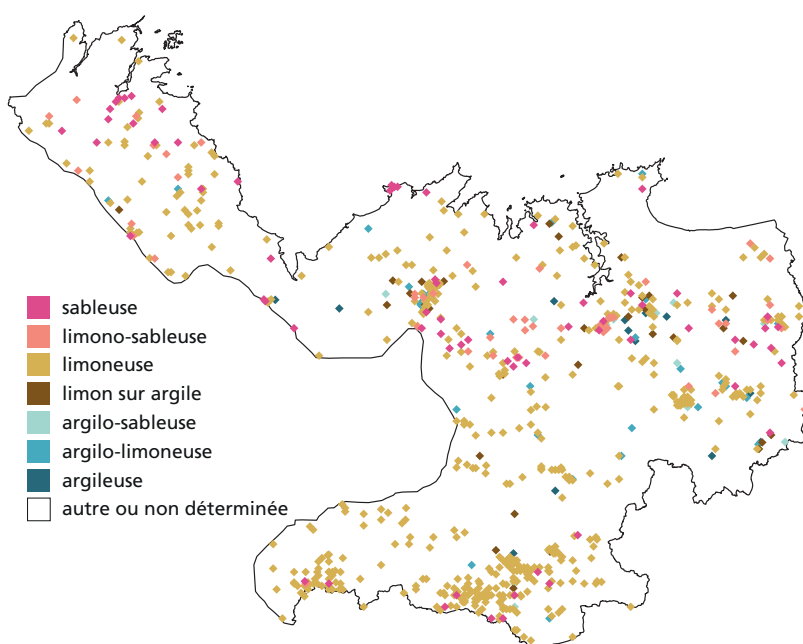 sableuse
limono-sableuse
limoneuse
limon sur argile
argilo-sableuse
argilo-limoneuse
argileuse
autre ou non déterminée